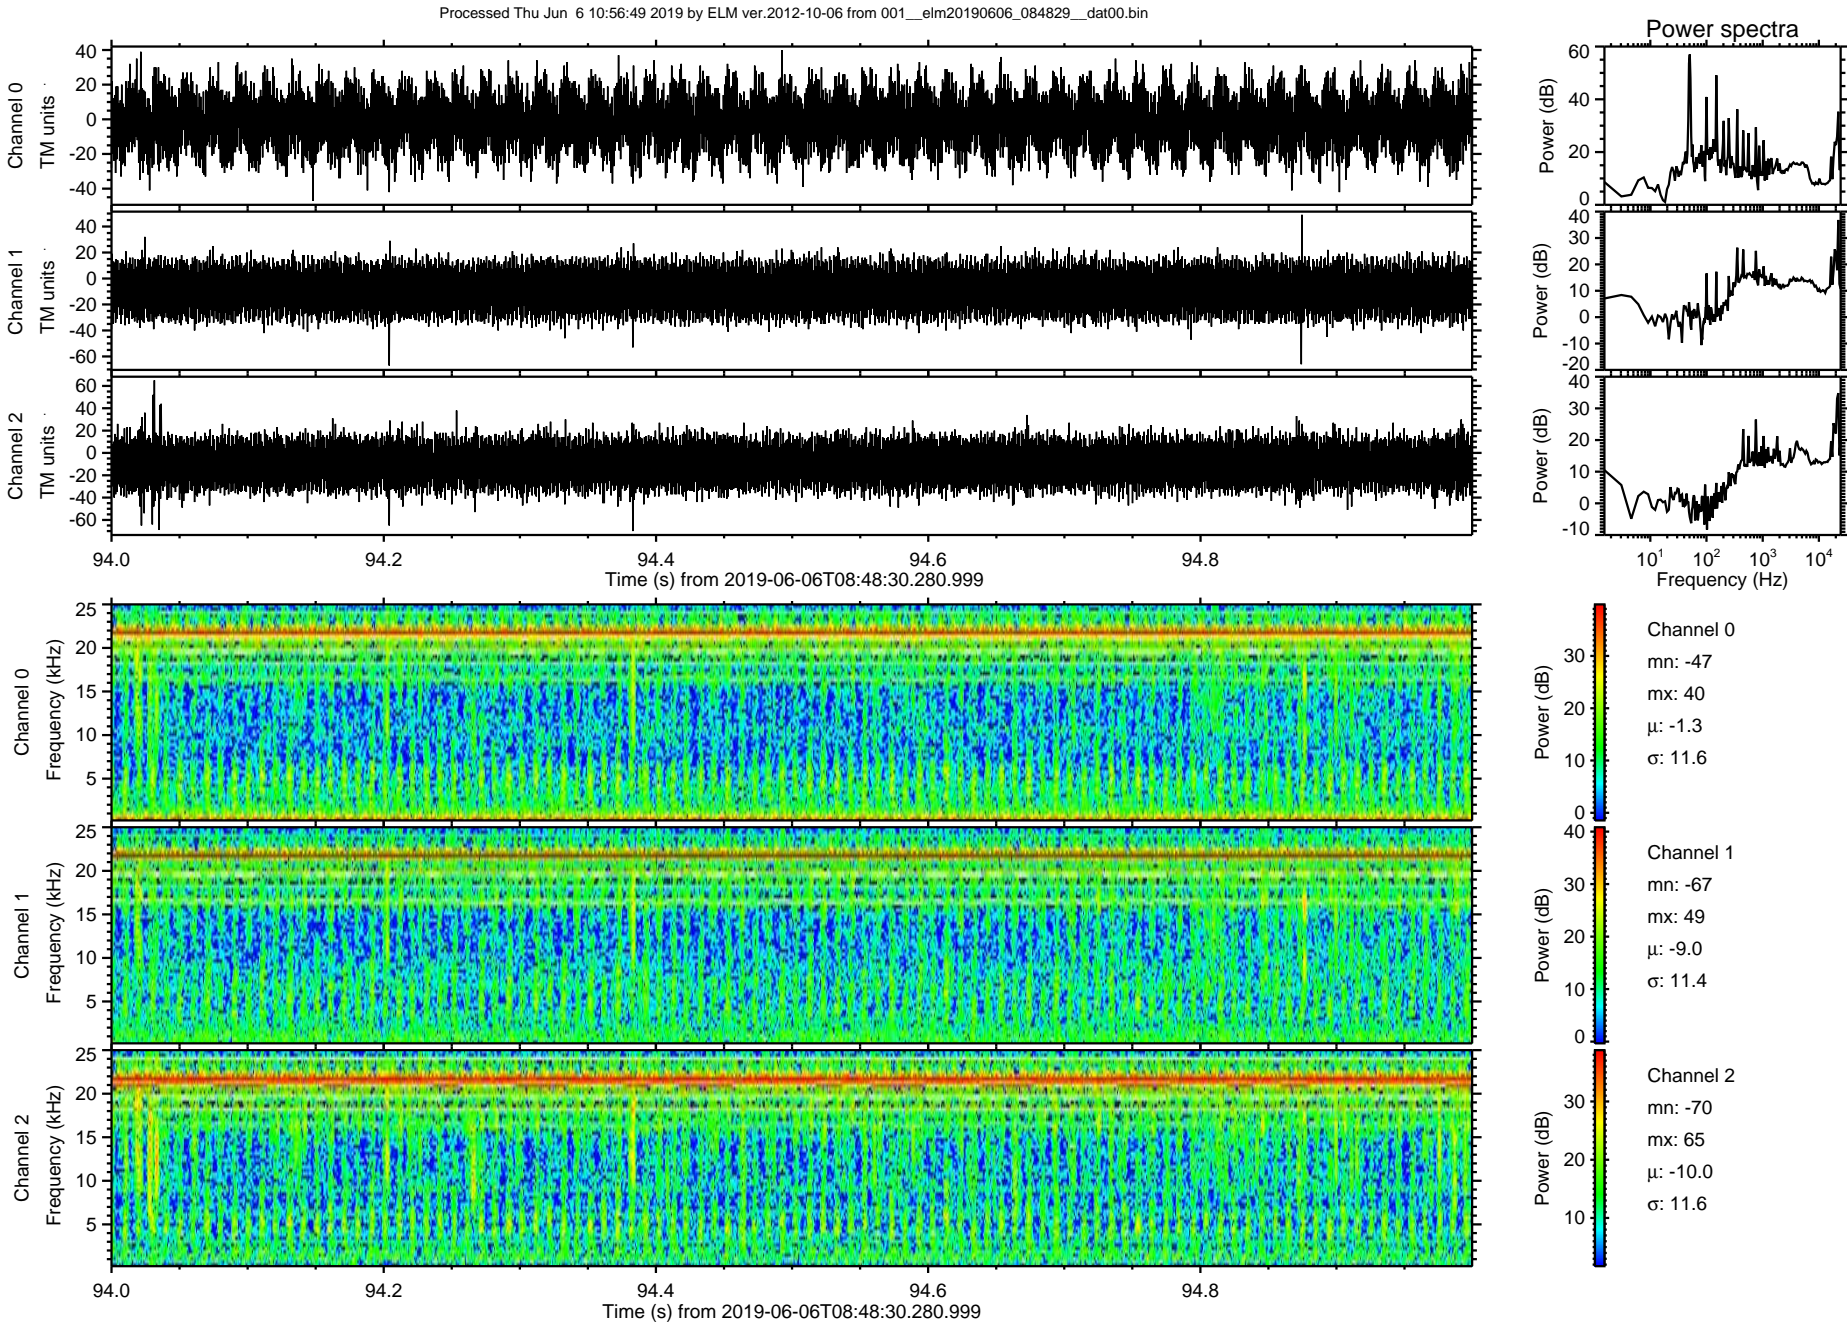 Processed Thu Jun 6 10:56:49 2019 by ELM ver.2012-10-06 from 001__elm20190606_084829__dat00.bin
Power spectra
Channel 0
TM units
40
20
0
-20
-40
Power (dB)
60
40
20
0
Channel 1
TM units
40
20
0
-20
-40
-60
Power (dB)
40
30
20
10
0
-10
-20
Channel 2
TM units
60
40
20
0
-20
-40
-60
Power (dB)
40
30
20
10
0
-10
94.0 94.2 94.4 94.6 94.8
Time (s) from 2019-06-06T08:48:30.280.999
10^1 10^2 10^3 10^4
Frequency (Hz)
Channel 0
Frequency (kHz)
25
20
15
10
5
Power (dB)
30
20
10
0
Channel 0
mn: -47
mx: 40
μ: -1.3
σ: 11.6
Channel 1
Frequency (kHz)
25
20
15
10
5
Power (dB)
40
30
20
10
0
Channel 1
mn: -67
mx: 49
μ: -9.0
σ: 11.4
Channel 2
Frequency (kHz)
25
20
15
10
5
Power (dB)
30
20
10
Channel 2
mn: -70
mx: 65
μ: -10.0
σ: 11.6
94.0 94.2 94.4 94.6 94.8
Time (s) from 2019-06-06T08:48:30.280.999